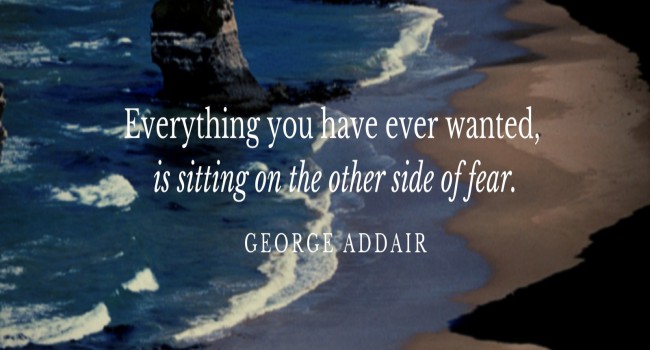 Everything you have ever wanted,
is sitting on the other side of fear.
GEORGE ADDAIR